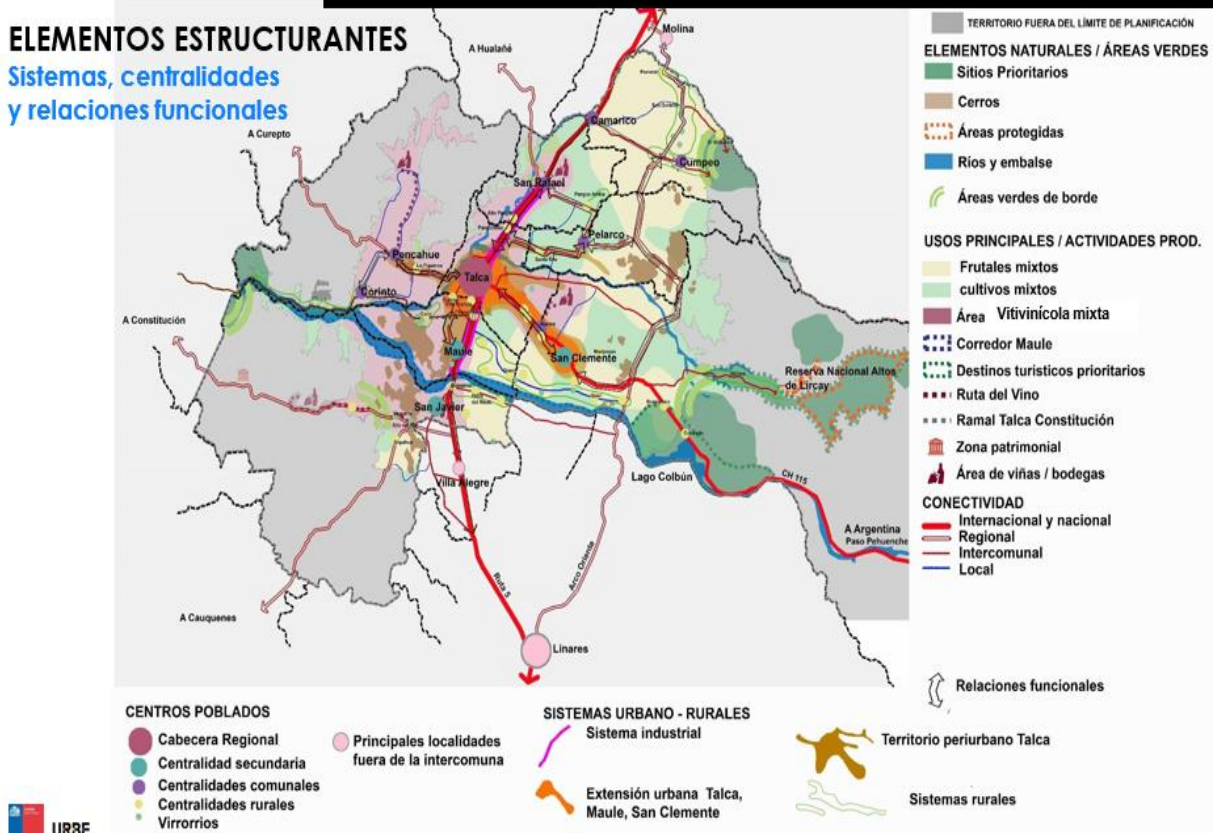 ELEMENTOS ESTRUCTURANTES
Sistemas, centralidades
y relaciones funcionales
Molina
A Hualañé
A Curepto
Camarico
Cumpeo
San Rafael
Pelarco
Pencahue
Talca
Corinto
A Constitución
Maule
San Clemente
Reserva Nacional Altos
de Lircay
San Javier
Villa Alegre
Lago Colbún
CH 115
A Argentina
Paso Pehuenche
Ruta 5
Arco Oriente
A Cauquenes
Linares
TERRITORIO FUERA DEL LÍMITE DE PLANIFICACIÓN
ELEMENTOS NATURALES / ÁREAS VERDES
Sitios Prioritarios
Cerros
Áreas protegidas
Ríos y embalse
Áreas verdes de borde
USOS PRINCIPALES / ACTIVIDADES PROD.
Frutales mixtos
cultivos mixtos
Área Vitivinícola mixta
Corredor Maule
Destinos turísticos prioritarios
Ruta del Vino
Ramal Talca Constitución
Zona patrimonial
Área de viñas / bodegas
CONECTIVIDAD
Internacional y nacional
Regional
Intercomunal
Local
Relaciones funcionales
CENTROS POBLADOS
Cabecera Regional
Centralidad secundaria
Centralidades comunales
Centralidades rurales
Virrorrios
Principales localidades
fuera de la intercomuna
SISTEMAS URBANO - RURALES
Sistema industrial
Extensión urbana Talca,
Maule, San Clemente
Territorio periurbano Talca
Sistemas rurales
URBE